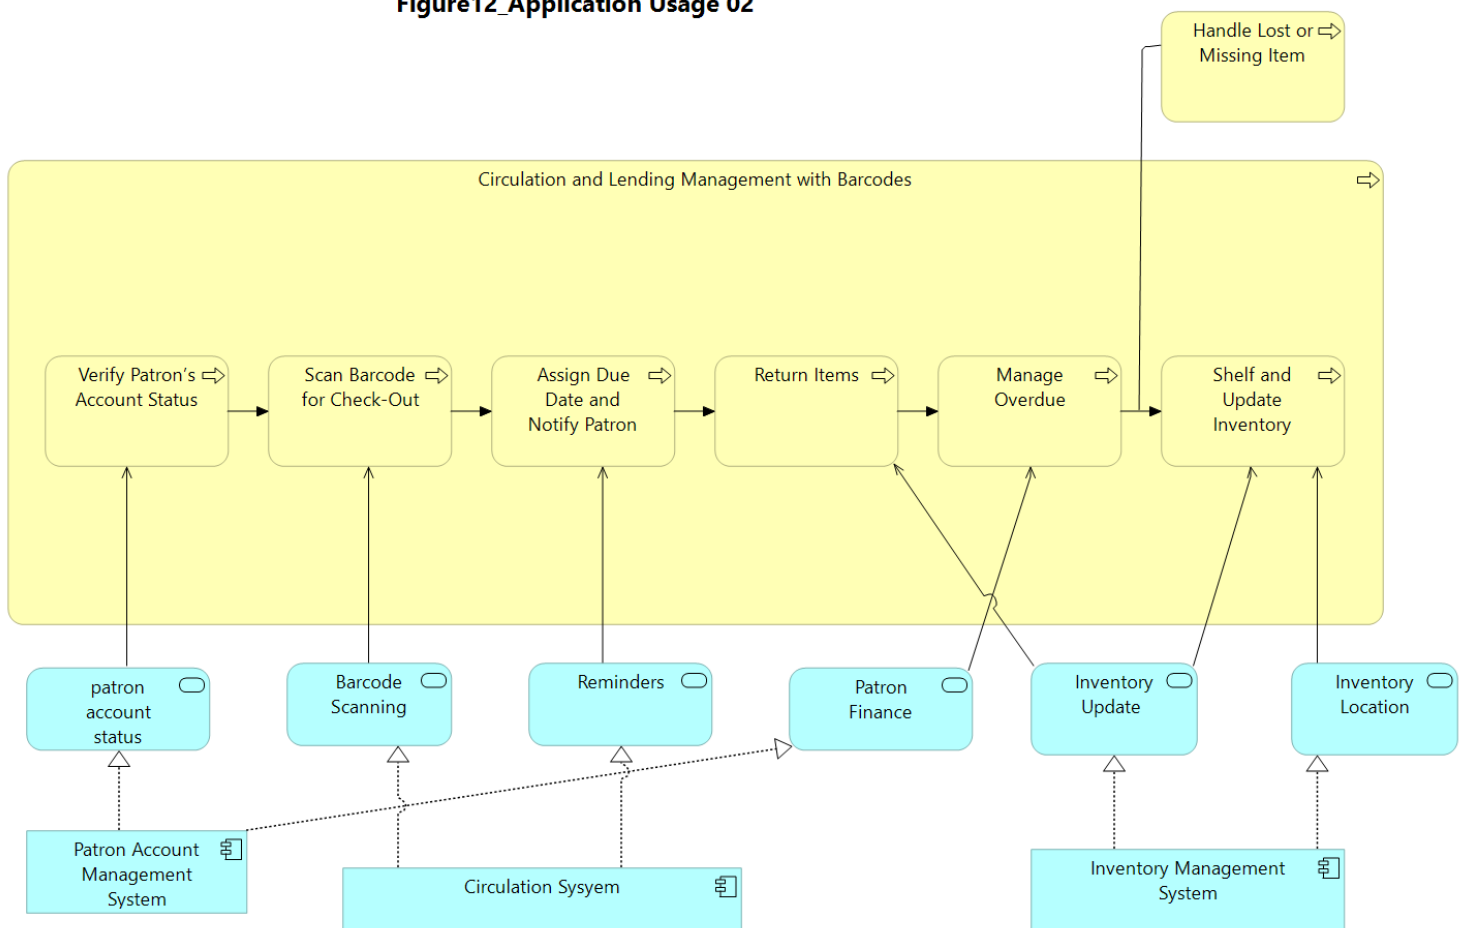 Figure12_Application Usage 02
Handle Lost or
Missing Item
Circulation and Lending Management with Barcodes
Verify Patron's
Account Status
Scan Barcode
for Check-Out
Assign Due
Date and
Notify Patron
Return Items
Manage
Overdue
Shelf and
Update
Inventory
patron
account
status
Barcode
Scanning
Reminders
Patron
Finance
Inventory
Update
Inventory
Location
Patron Account
Management
System
Circulation Sysyem
Inventory Management
System